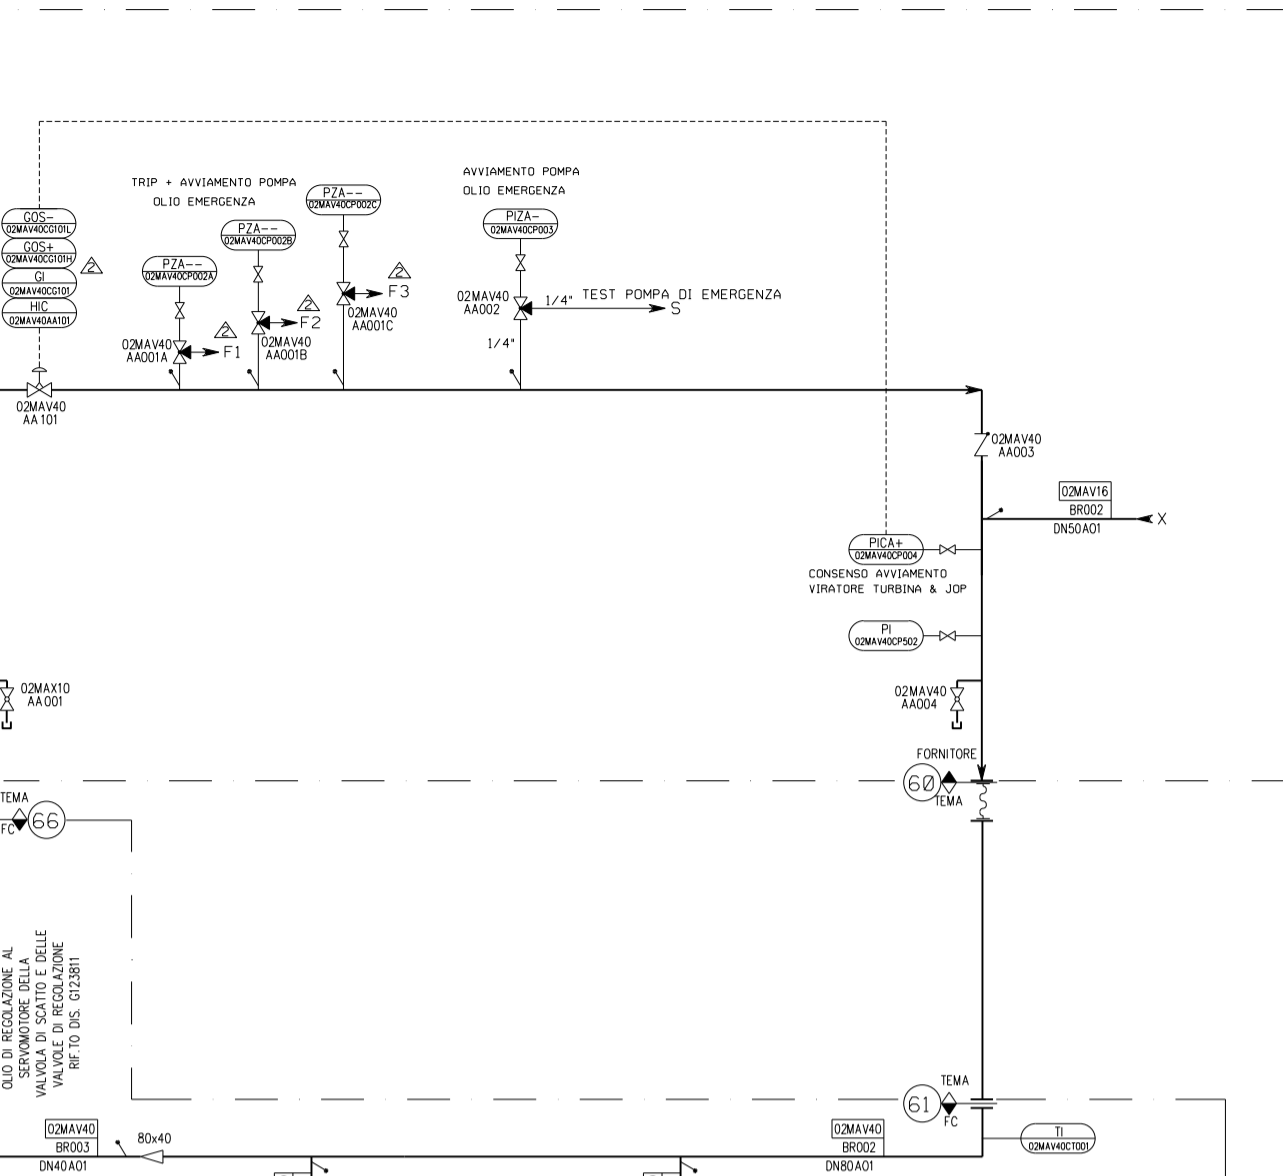 TRIP + AVVIAMENTO POMPA
OLIO EMERGENZA
AVVIAMENTO POMPA
OLIO EMERGENZA
GOS-
02MAV40CG101L
GOS+
02MAV40CG101H
GI
02MAV40CG101
HIC
02MAV40AA101
2
PZA--
02MAV40CP002A
PZA--
02MAV40CP002B
PZA--
02MAV40CP002C
PIZA-
02MAV40CP003
02MAV40
AA001A
2
F1
02MAV40
AA001B
2
F2
02MAV40
AA001C
2
F3
02MAV40
AA002
1/4"
TEST POMPA DI EMERGENZA
S
1/4"
02MAV40
AA101
02MAV40
AA003
02MAV16
BR002
DN50A01
X
PICA+
02MAV40CP004
CONSENSO AVVIAMENTO
VIRATORE TURBINA & JOP
PI
02MAV40CP502
02MAX10
AA001
02MAV40
AA004
FORNITORE
60
TEMA
TEMA
66
FC
OLIO DI REGOLAZIONE AL
SERVOMOTORE DELLA
VALVOLA DI SCATTO E DELLE
VALVOLE DI REGOLAZIONE
RIF.TO DIS. G123811
TEMA
61
FC
TI
02MAV40CT001
02MAV40
BR003
DN40A01
80x40
02MAV40
BR002
DN80A01